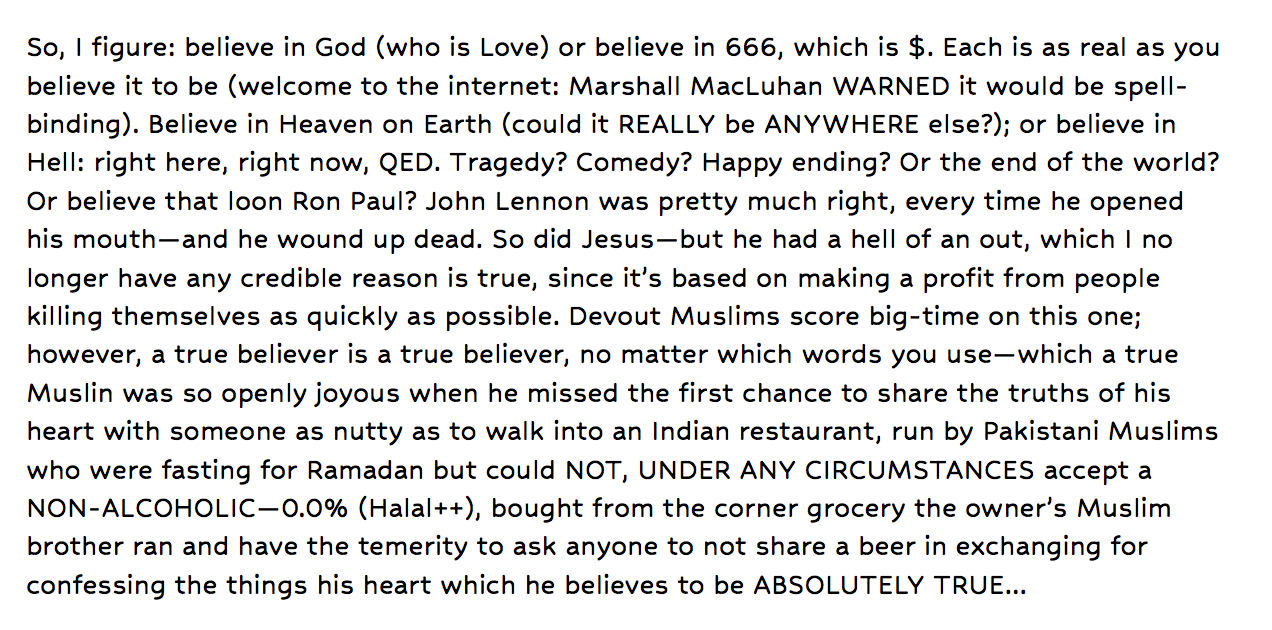 So, I figure: believe in God (who is Love) or believe in 666, which is $. Each is as real as you
believe it to be (welcome to the internet: Marshall MacLuhan WARNED it would be spell-
binding). Believe in Heaven on Earth (could it REALLY be ANYWHERE else?); or believe in
Hell: right here, right now, QED. Tragedy? Comedy? Happy ending? Or the end of the world?
Or believe that loon Ron Paul? John Lennon was pretty much right, every time he opened
his mouth—and he wound up dead. So did Jesus—but he had a hell of an out, which I no
longer have any credible reason is true, since it's based on making a profit from people
killing themselves as quickly as possible. Devout Muslims score big-time on this one;
however, a true believer is a true believer, no matter which words you use—which a true
Muslin was so openly joyous when he missed the first chance to share the truths of his
heart with someone as nutty as to walk into an Indian restaurant, run by Pakistani Muslims
who were fasting for Ramadan but could NOT, UNDER ANY CIRCUMSTANCES accept a
NON-ALCOHOLIC—0.0% (Halal++), bought from the corner grocery the owner's Muslim
brother ran and have the temerity to ask anyone to not share a beer in exchanging for
confessing the things his heart which he believes to be ABSOLUTELY TRUE...